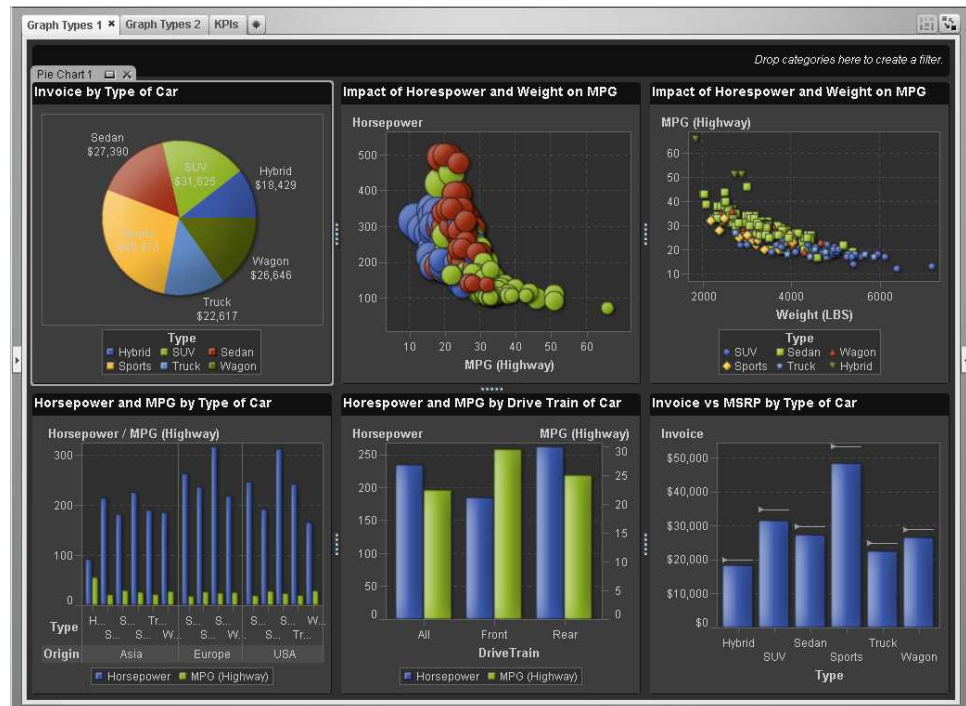 Graph Types 1 Graph Types 2 KPIs
Drop categories here to create a filter.
Pie Chart 1
Invoice by Type of Car
Sedan
$27,390
SUV
$31,625
Hybrid
$18,429
Wagon
$26,646
Truck
$22,617
Type
Hybrid SUV Sedan
Sports Truck Wagon
Impact of Horespower and Weight on MPG
Horsepower
500
400
300
200
100
10 20 30 40 50 60
MPG (Highway)
Impact of Horespower and Weight on MPG
MPG (Highway)
60
50
40
30
20
10
2000 4000 6000
Weight (LBS)
Type
SUV Sedan Wagon
Sports Truck Hybrid
Horsepower and MPG by Type of Car
Horsepower / MPG (Highway)
300
200
100
0
H... S... Tr... S... S... S... S... W...
Type S... S... W... S... W... S... Tr...
Origin Asia Europe USA
Horsepower MPG (Highway)
Horespower and MPG by Drive Train of Car
Horsepower MPG (Highway)
250
200
150
100
50
0
30
25
20
15
10
5
0
All Front Rear
DriveTrain
Horsepower MPG (Highway)
Invoice vs MSRP by Type of Car
Invoice
$50,000
$40,000
$30,000
$20,000
$10,000
$0
Hybrid Sedan Truck
SUV Sports Wagon
Type